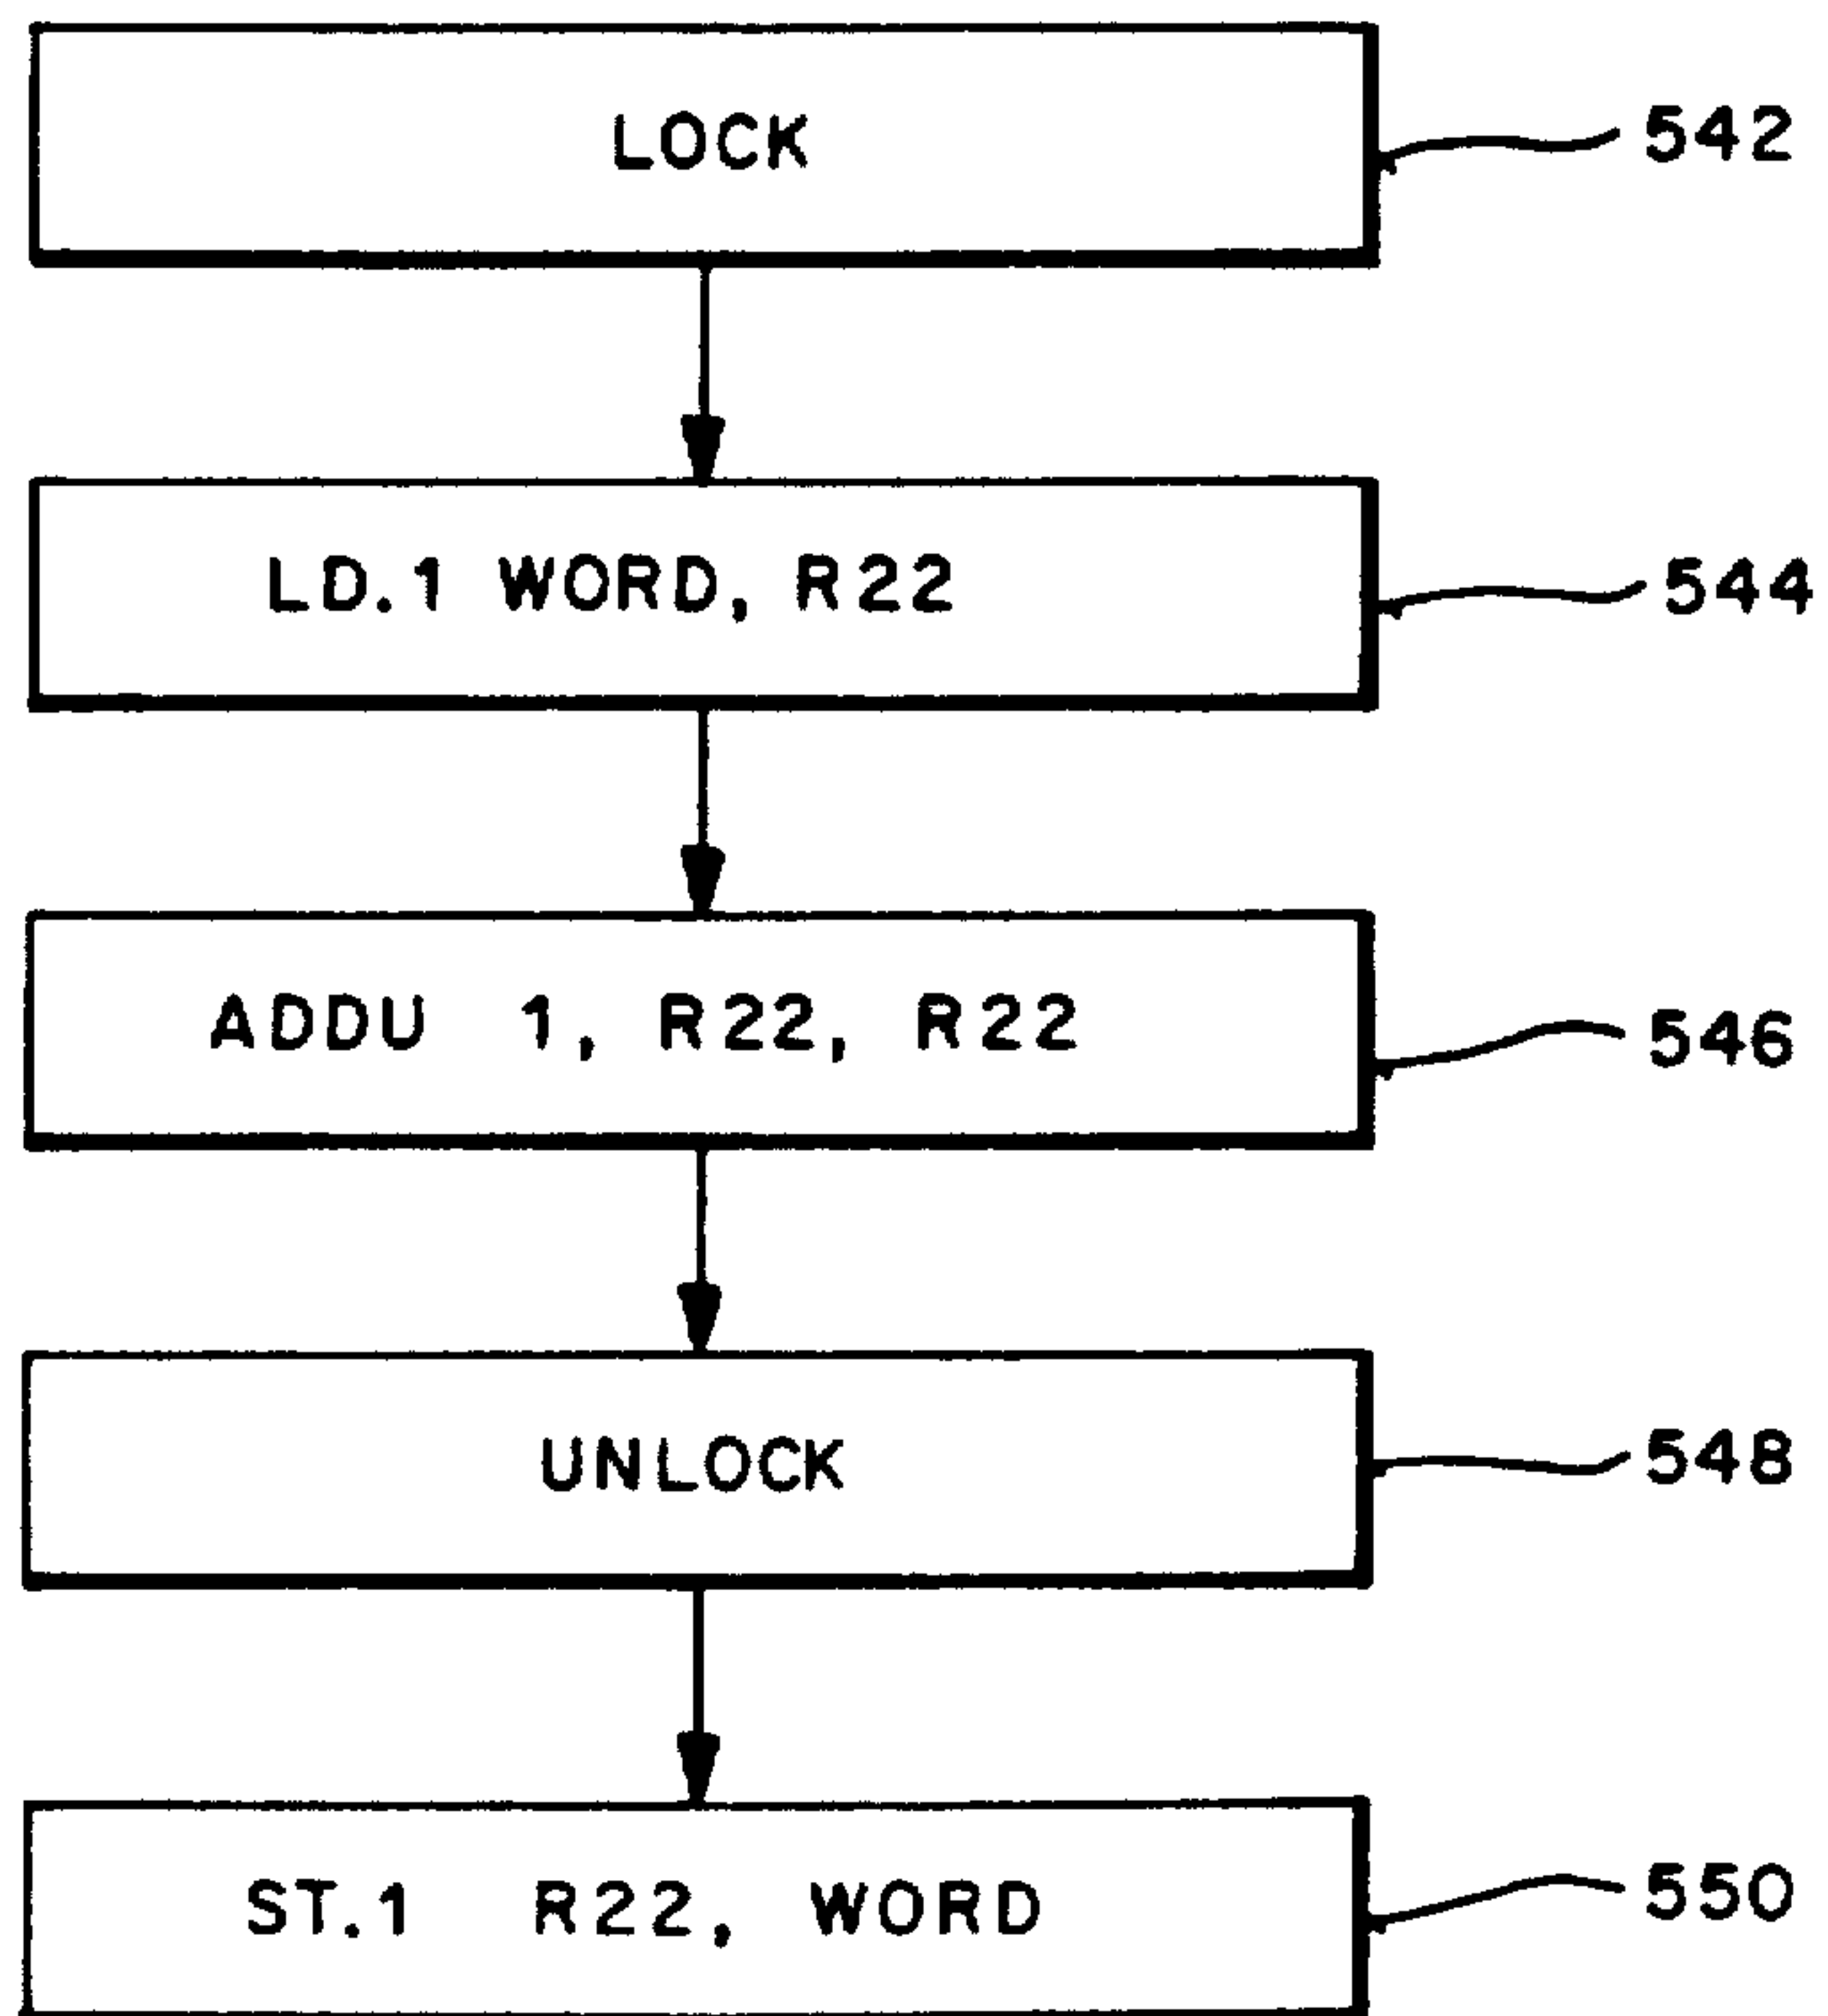 LOCK 542
LD.1 WORD, R22 544
ADDU 1, R22, R22 546
UNLOCK 548
ST.1 R22, WORD 550